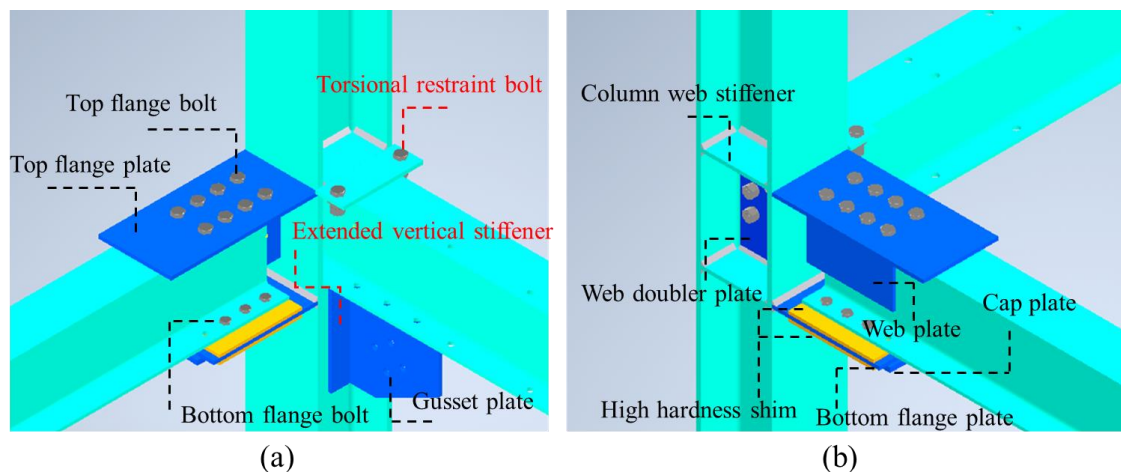 Torsional restraint bolt
Top flange bolt
Top flange plate
Extended vertical stiffener
Bottom flange bolt
Gusset plate
(a)
Column web stiffener
Web doubler plate
Cap plate
Web plate
High hardness shim
Bottom flange plate
(b)